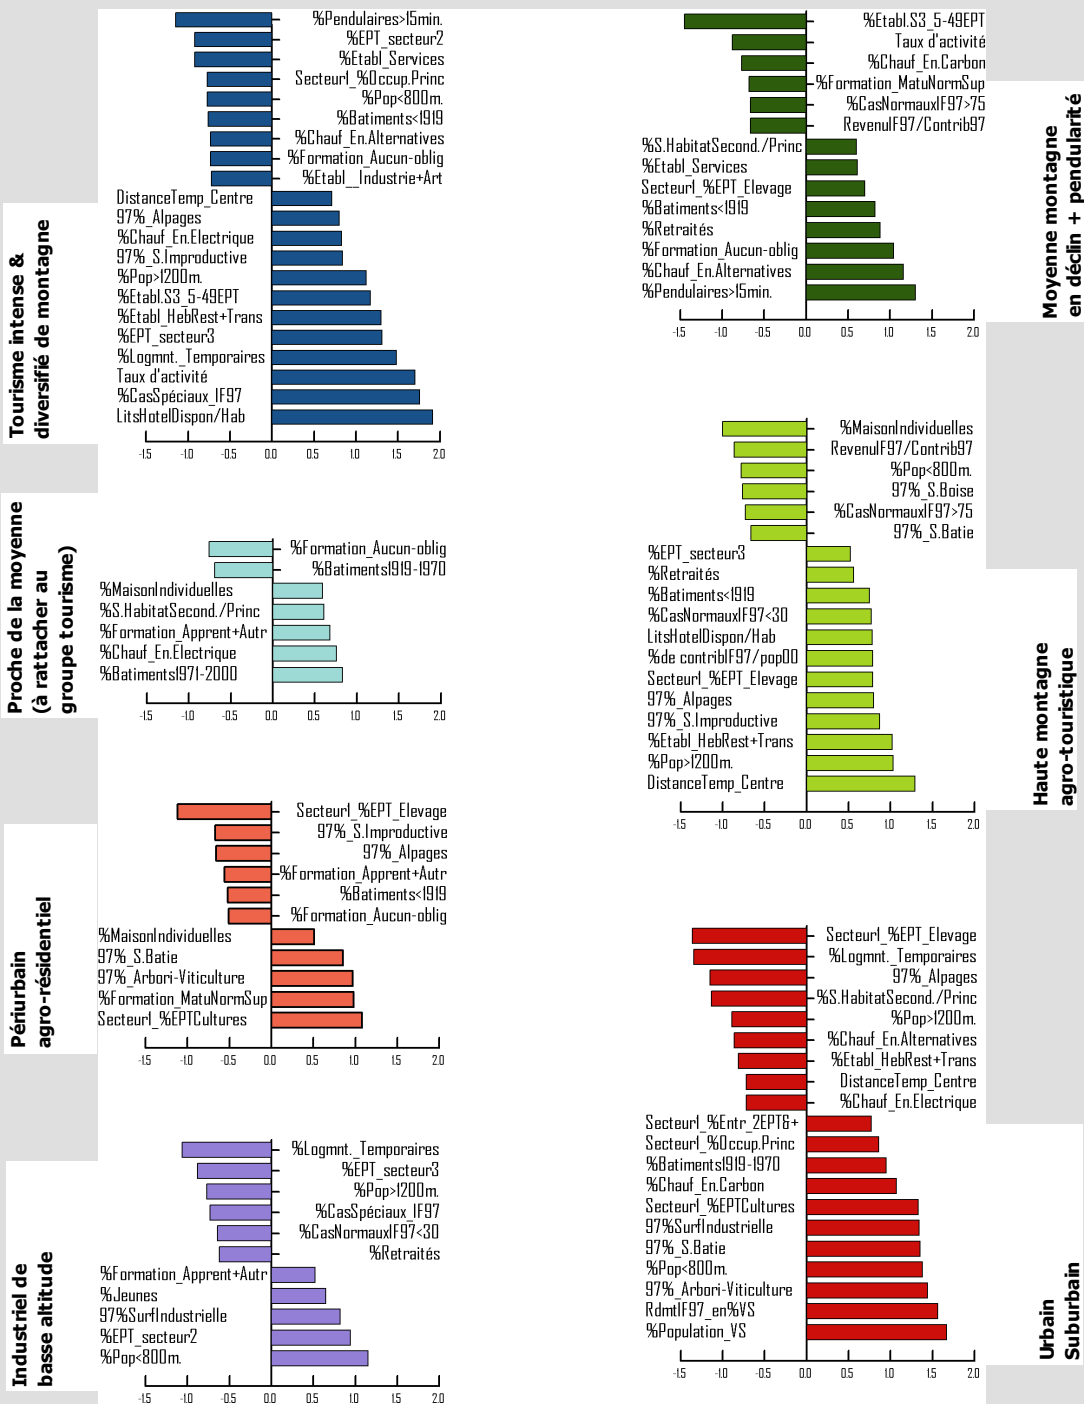 Tourisme intense &
diversifié de montagne
%Pendulaires>15min.
%EPT_secteur2
%Etabl_Services
Secteur1_%Occup.Princ
%Pop<800m.
%Batiments<1919
%Chauf_En.Alternatives
%Formation_Aucun-oblig
%Etabl__Industrie+Art
DistanceTemp_Centre
97%_Alpages
%Chauf_En.Electrique
97%_S.Improductive
%Pop>1200m.
%Etabl.S3_5-49EPT
%Etabl_HebRest+Trans
%EPT_secteur3
%Logmnt._Temporaires
Taux d'activité
%CasSpéciaux_IF97
LitsHotelDispon/Hab
-1.5 -1.0 -0.5 0.0 0.5 1.0 1.5 2.0
Proche de la moyenne
(à rattacher au
groupe tourisme)
%Formation_Aucun-oblig
%Batiments1919-1970
%MaisonIndividuelles
%S.HabitatSecond./Princ
%Formation_Apprent+Autr
%Chauf_En.Electrique
%Batiments1971-2000
-1.5 -1.0 -0.5 0.0 0.5 1.0 1.5 2.0
Périurbain
agro-résidentiel
Secteur1_%EPT_Elevage
97%_S.Improductive
97%_Alpages
%Formation_Apprent+Autr
%Batiments<1919
%Formation_Aucun-oblig
%MaisonIndividuelles
97%_S.Batie
97%_Arbori-Viticulture
%Formation_MatuNormSup
Secteur1_%EPTCultures
-1.5 -1.0 -0.5 0.0 0.5 1.0 1.5 2.0
Industriel de
basse altitude
%Logmnt._Temporaires
%EPT_secteur3
%Pop>1200m.
%CasSpéciaux_IF97
%CasNormauxIF97<30
%Retraités
%Formation_Apprent+Autr
%Jeunes
97%SurfIndustrielle
%EPT_secteur2
%Pop<800m.
-1.5 -1.0 -0.5 0.0 0.5 1.0 1.5 2.0
Moyenne montagne
en déclin + pendularité
%Etabl.S3_5-49EPT
Taux d'activité
%Chauf_En.Carbon
%Formation_MatuNormSup
%CasNormauxIF97>75
RevenuIF97/Contrib97
%S.HabitatSecond./Princ
%Etabl_Services
Secteur1_%EPT_Elevage
%Batiments<1919
%Retraités
%Formation_Aucun-oblig
%Chauf_En.Alternatives
%Pendulaires>15min.
-1.5 -1.0 -0.5 0.0 0.5 1.0 1.5 2.0
Haute montagne
agro-touristique
%MaisonIndividuelles
RevenuIF97/Contrib97
%Pop<800m.
97%_S.Boise
%CasNormauxIF97>75
97%_S.Batie
%EPT_secteur3
%Retraités
%Batiments<1919
%CasNormauxIF97<30
LitsHotelDispon/Hab
%de contribIF97/pop00
Secteur1_%EPT_Elevage
97%_Alpages
97%_S.Improductive
%Etabl_HebRest+Trans
%Pop>1200m.
DistanceTemp_Centre
-1.5 -1.0 -0.5 0.0 0.5 1.0 1.5 2.0
Urbain
Suburbain
Secteur1_%EPT_Elevage
%Logmnt._Temporaires
97%_Alpages
%S.HabitatSecond./Princ
%Pop>1200m.
%Chauf_En.Alternatives
%Etabl_HebRest+Trans
DistanceTemp_Centre
%Chauf_En.Electrique
Secteur1_%Entr_2EPT&+
Secteur1_%Occup.Princ
%Batiments1919-1970
%Chauf_En.Carbon
Secteur1_%EPTCultures
97%SurfIndustrielle
97%_S.Batie
%Pop<800m.
97%_Arbori-Viticulture
RdmtIF97_en%VS
%Population_VS
-1.5 -1.0 -0.5 0.0 0.5 1.0 1.5 2.0